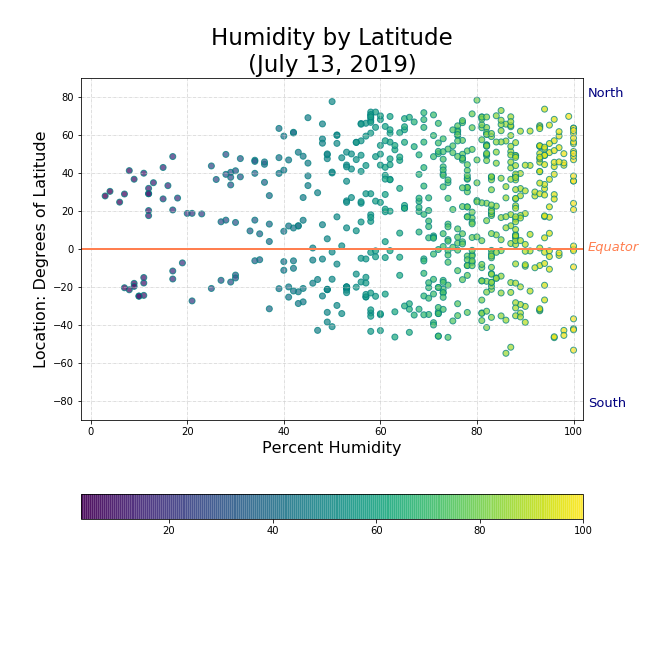 Humidity by Latitude
(July 13, 2019)
North
80
60
40
20
0
Equator
−20
−40
−60
−80
South
Location: Degrees of Latitude
0 20 40 60 80 100
Percent Humidity
20 40 60 80 100